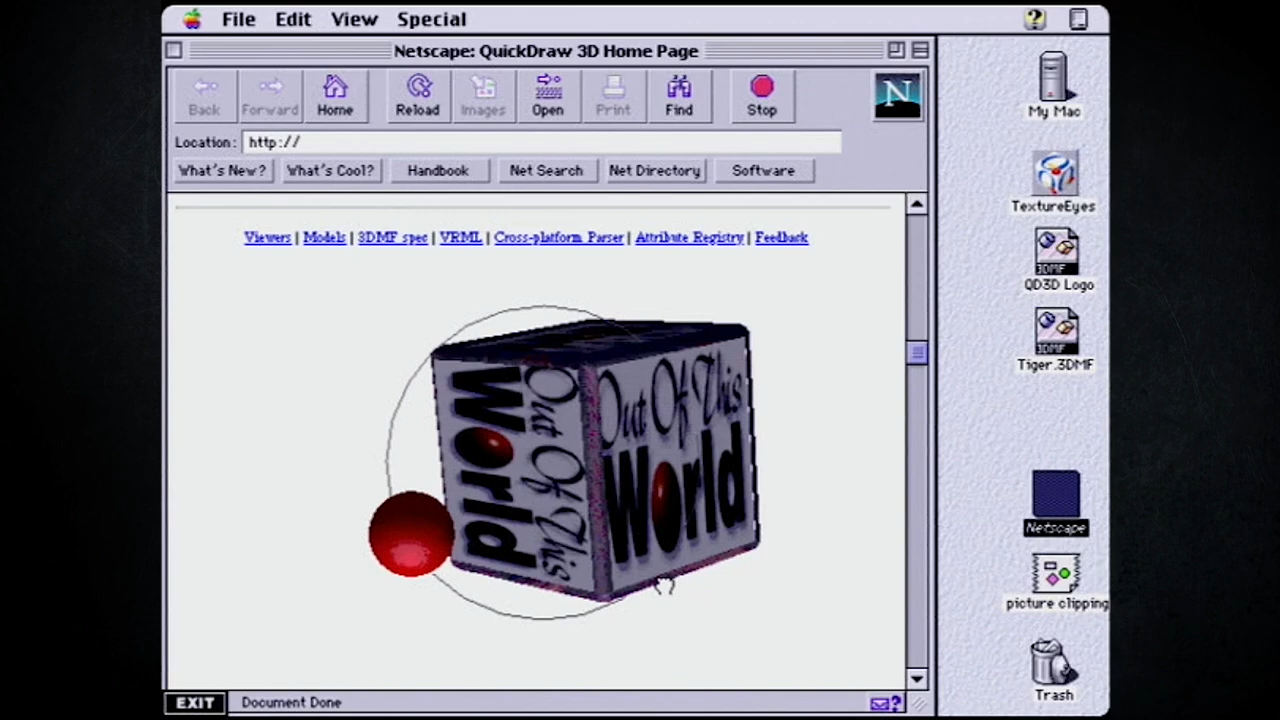 File Edit View Special
Netscape: QuickDraw 3D Home Page
Back Forward Home Reload Images Open Print Find Stop
N
Location: http://
What's New? What's Cool? Handbook Net Search Net Directory Software
Viewers | Models | 3DMF spec | VRML | Cross-platform Parser | Attribute Registry | Feedback
Out Of This
World
Out Of This
World
EXIT Document Done
?
?
My Mac
TextureEyes
3DMF
QD3D Logo
3DMF
Tiger.3DMF
Netscape
picture clipping
Trash